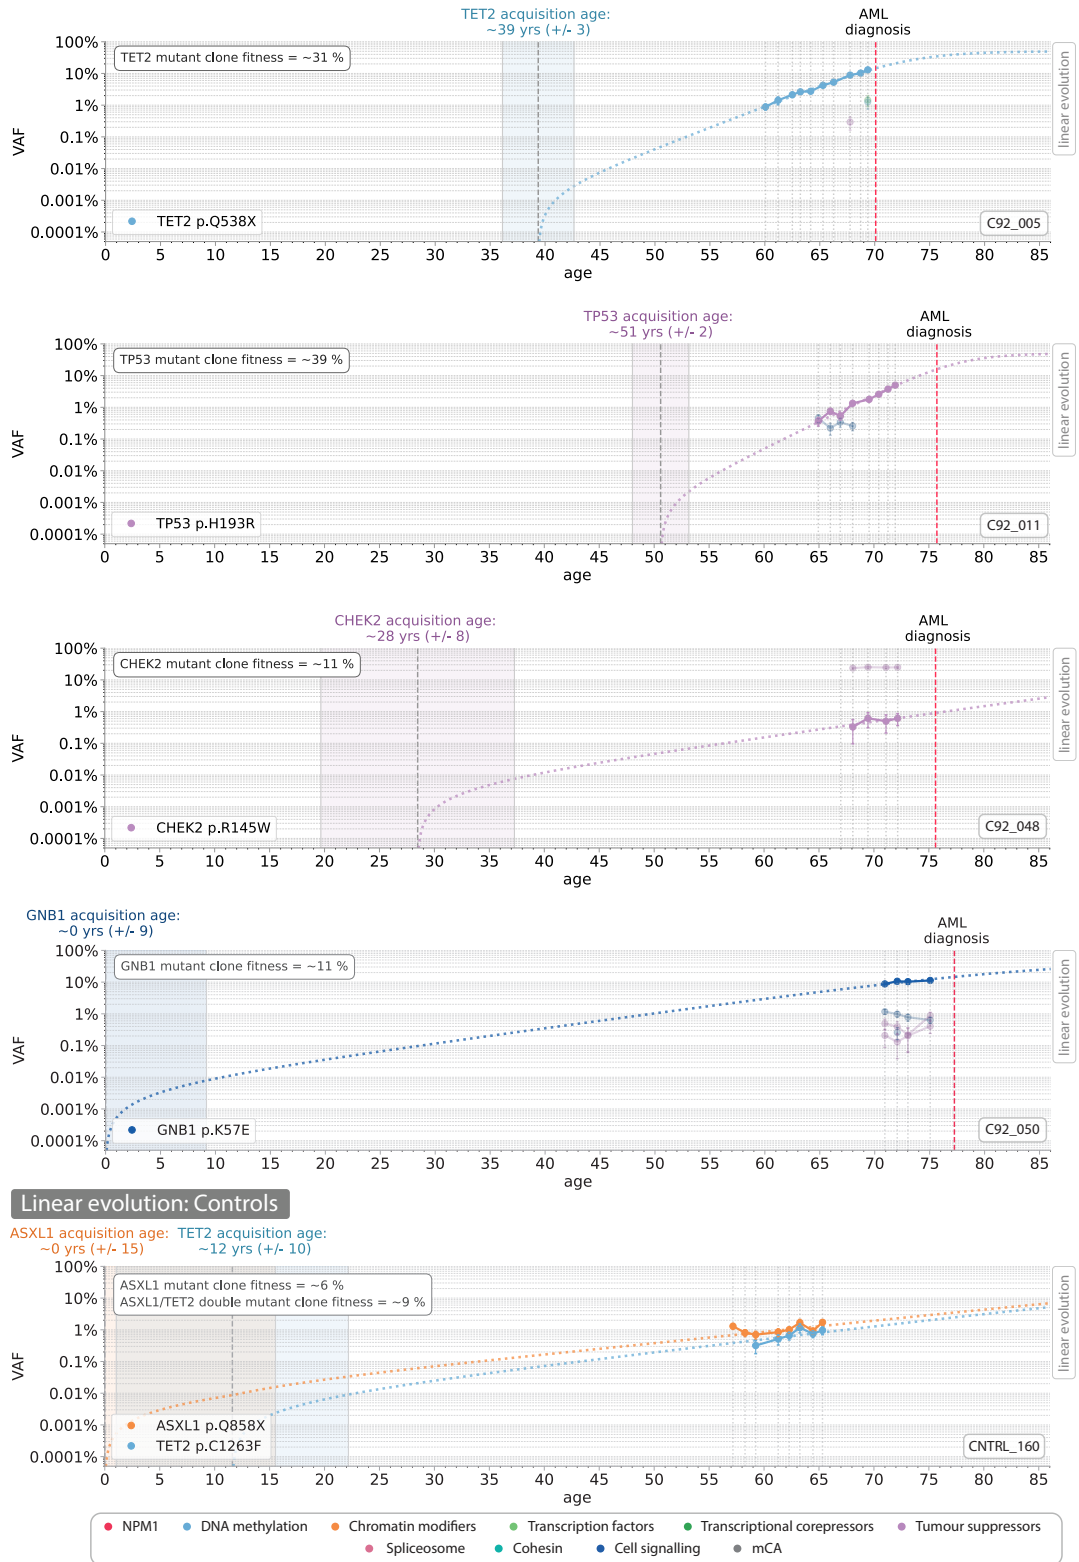 TET2 acquisition age:
~39 yrs (+/- 3)
AML
diagnosis
100%
10%
1%
0.1%
0.01%
0.001%
0.0001%
VAF
TET2 mutant clone fitness = ~31 %
TET2 p.Q538X
C92_005
linear evolution
0 5 10 15 20 25 30 35 40 45 50 55 60 65 70 75 80 85
age
TP53 acquisition age:
~51 yrs (+/- 2)
AML
diagnosis
100%
10%
1%
0.1%
0.01%
0.001%
0.0001%
VAF
TP53 mutant clone fitness = ~39 %
TP53 p.H193R
C92_011
linear evolution
0 5 10 15 20 25 30 35 40 45 50 55 60 65 70 75 80 85
age
CHEK2 acquisition age:
~28 yrs (+/- 8)
AML
diagnosis
100%
10%
1%
0.1%
0.01%
0.001%
0.0001%
VAF
CHEK2 mutant clone fitness = ~11 %
CHEK2 p.R145W
C92_048
linear evolution
0 5 10 15 20 25 30 35 40 45 50 55 60 65 70 75 80 85
age
GNB1 acquisition age:
~0 yrs (+/- 9)
AML
diagnosis
100%
10%
1%
0.1%
0.01%
0.001%
0.0001%
VAF
GNB1 mutant clone fitness = ~11 %
GNB1 p.K57E
C92_050
linear evolution
0 5 10 15 20 25 30 35 40 45 50 55 60 65 70 75 80 85
age
Linear evolution: Controls
ASXL1 acquisition age: TET2 acquisition age:
~0 yrs (+/- 15) ~12 yrs (+/- 10)
100%
10%
1%
0.1%
0.01%
0.001%
0.0001%
VAF
ASXL1 mutant clone fitness = ~6 %
ASXL1/TET2 double mutant clone fitness = ~9 %
ASXL1 p.Q858X
TET2 p.C1263F
CNTRL_160
linear evolution
0 5 10 15 20 25 30 35 40 45 50 55 60 65 70 75 80 85
age
NPM1 DNA methylation Chromatin modifiers Transcription factors Transcriptional corepressors Tumour suppressors
Spliceosome Cohesin Cell signalling mCA